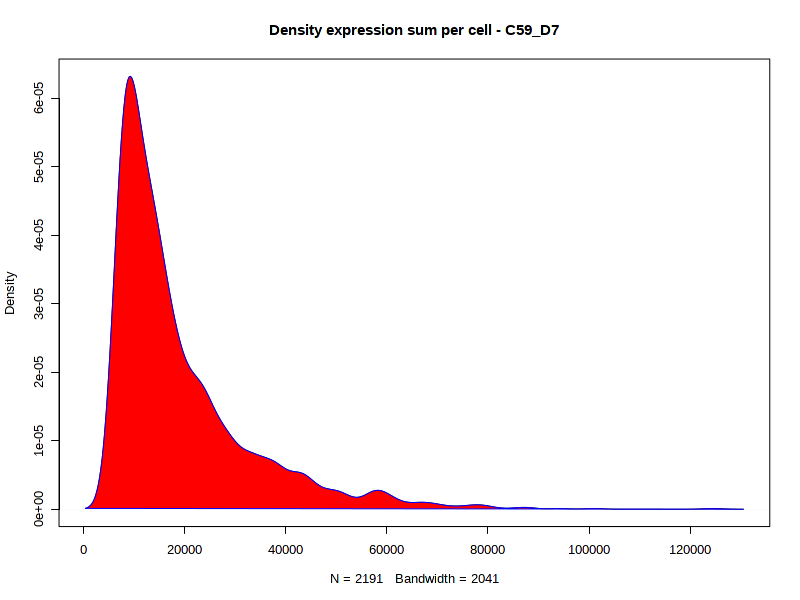 Density expression sum per cell - C59_D7
Density
6e-05
5e-05
4e-05
3e-05
2e-05
1e-05
0e+00
0 20000 40000 60000 80000 100000 120000
N = 2191 Bandwidth = 2041